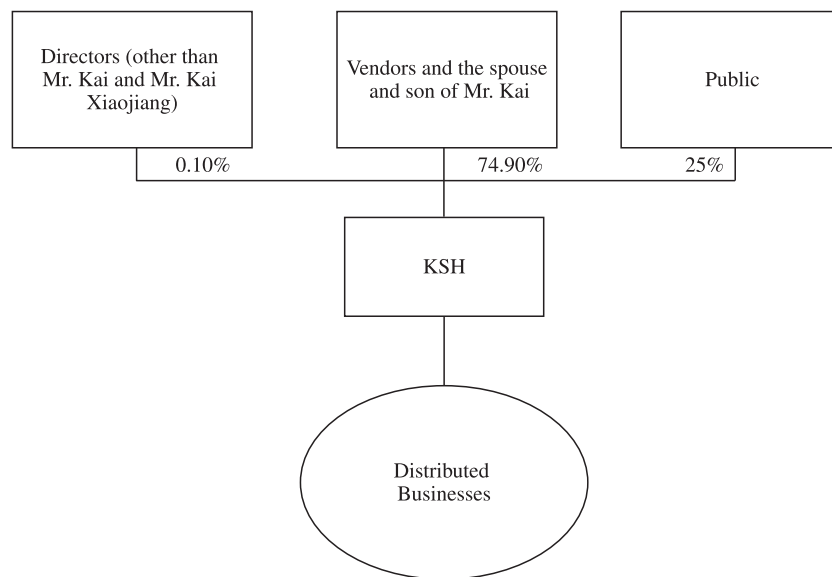 Directors (other than
Mr. Kai and Mr. Kai
Xiaojiang)
Vendors and the spouse
and son of Mr. Kai
Public
0.10%
74.90%
25%
KSH
Distributed
Businesses